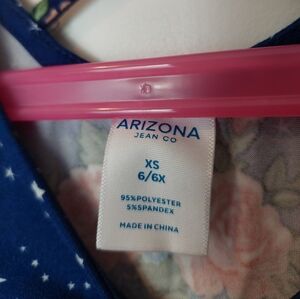 ARIZONA
JEAN CO
XS
6/6X
95%POLYESTER
5%SPANDEX
MADE IN CHINA